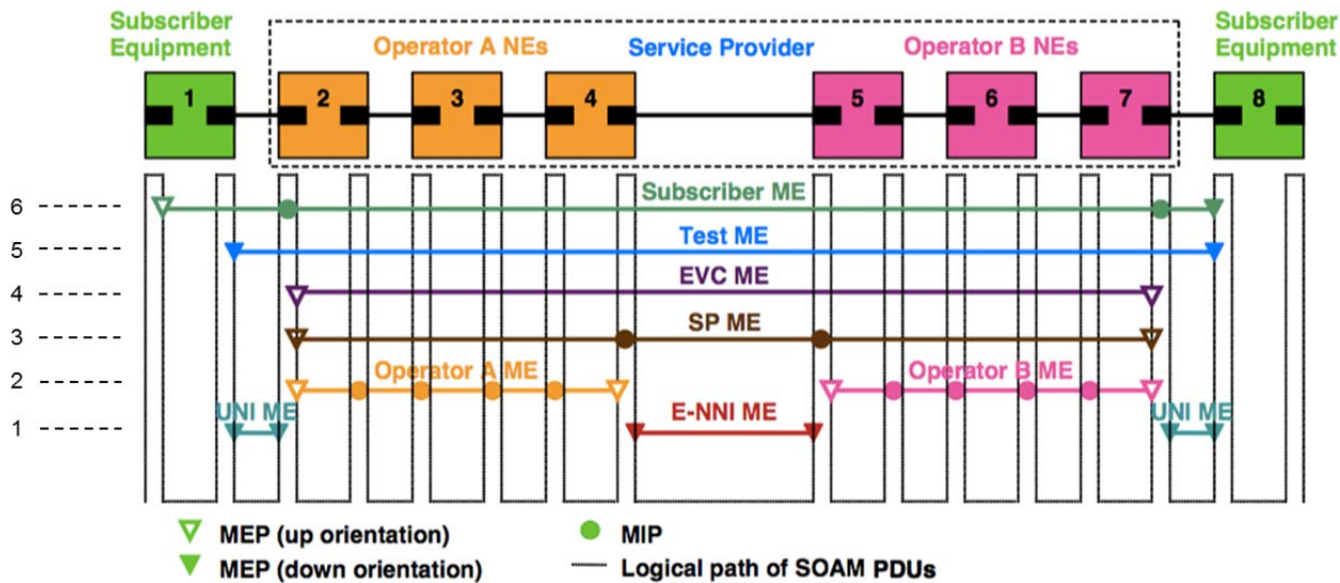 Subscriber Equipment
Operator A NEs
Service Provider
Operator B NEs
Subscriber Equipment
1
2
3
4
5
6
7
8
6
Subscriber ME
5
Test ME
4
EVC ME
3
SP ME
2
Operator A ME
Operator B ME
1
UNI ME
E-NNI ME
UNI ME
MEP (up orientation)
MIP
MEP (down orientation)
Logical path of SOAM PDUs